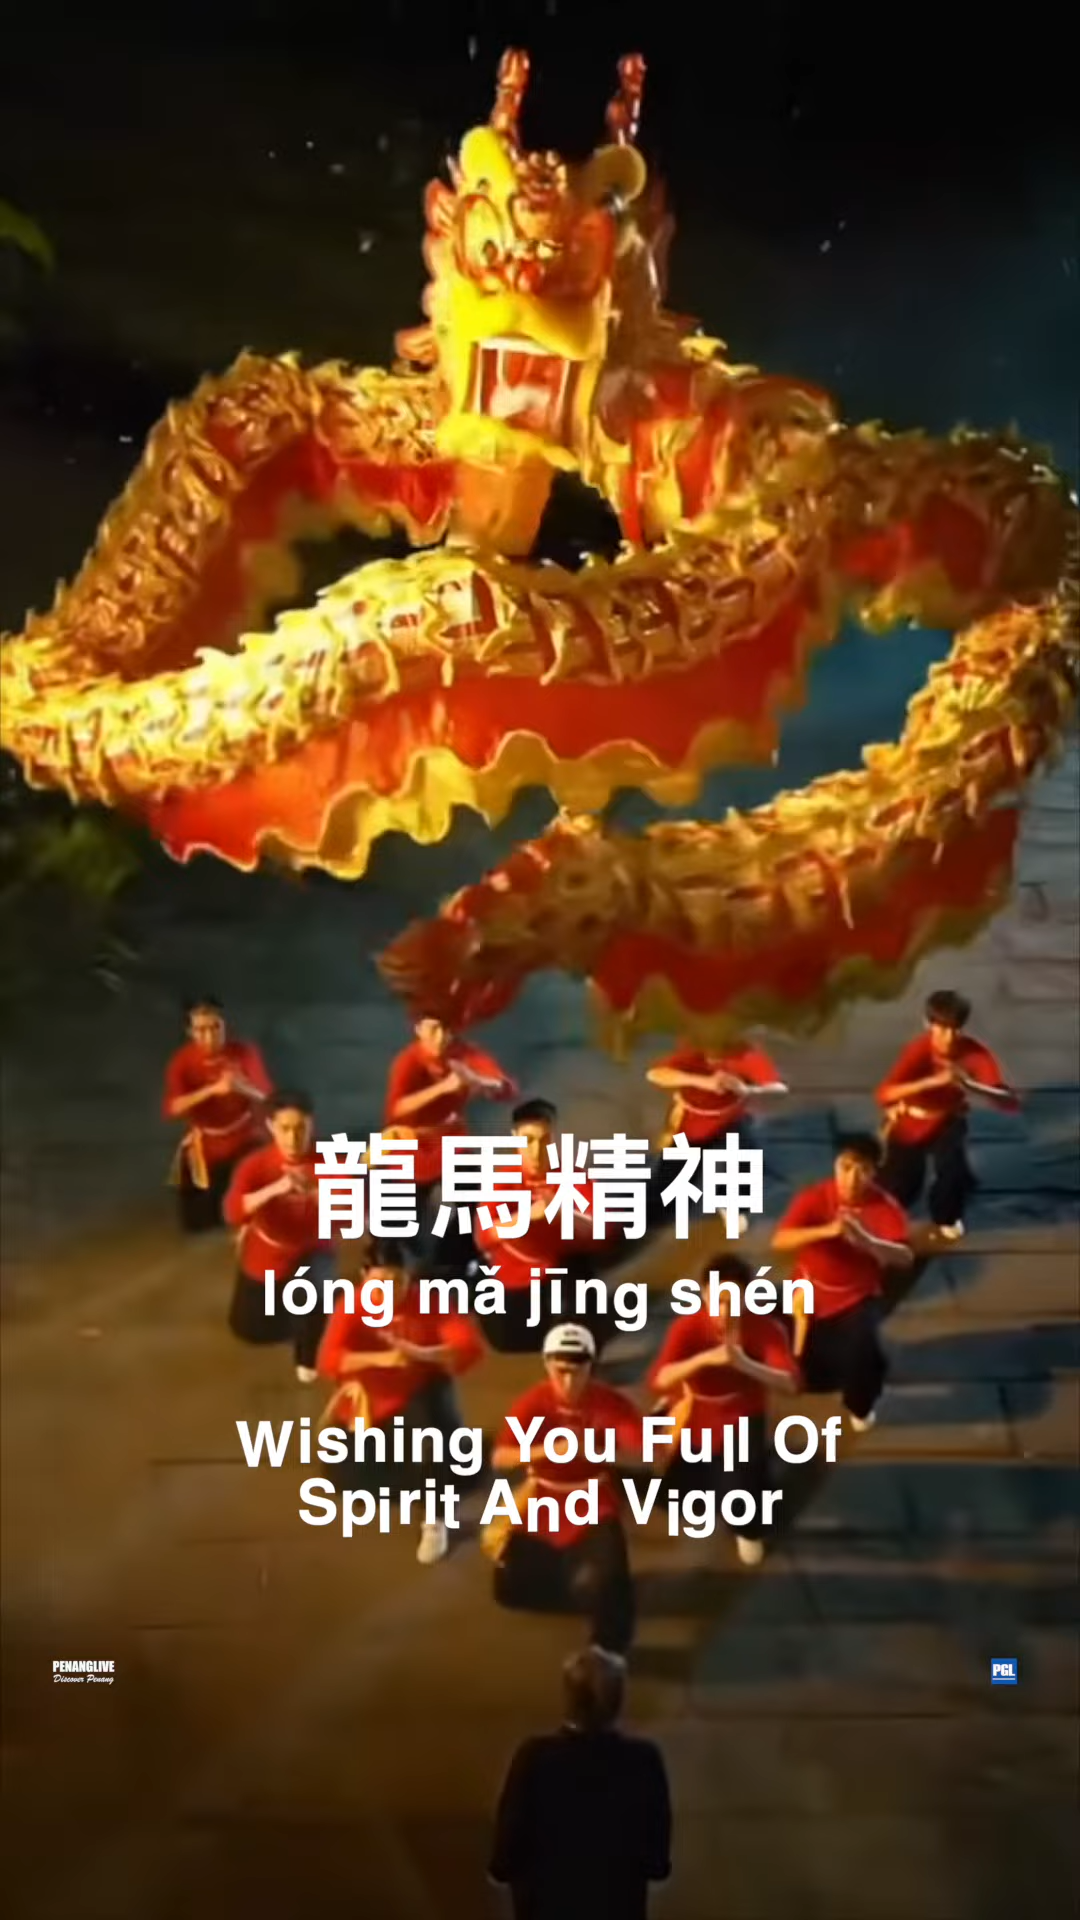 龍馬精神
lóng mǎ jīng shén
Wishing You Full Of
Spirit And Vigor
PENANGLIVE
Discover Penang
PGL